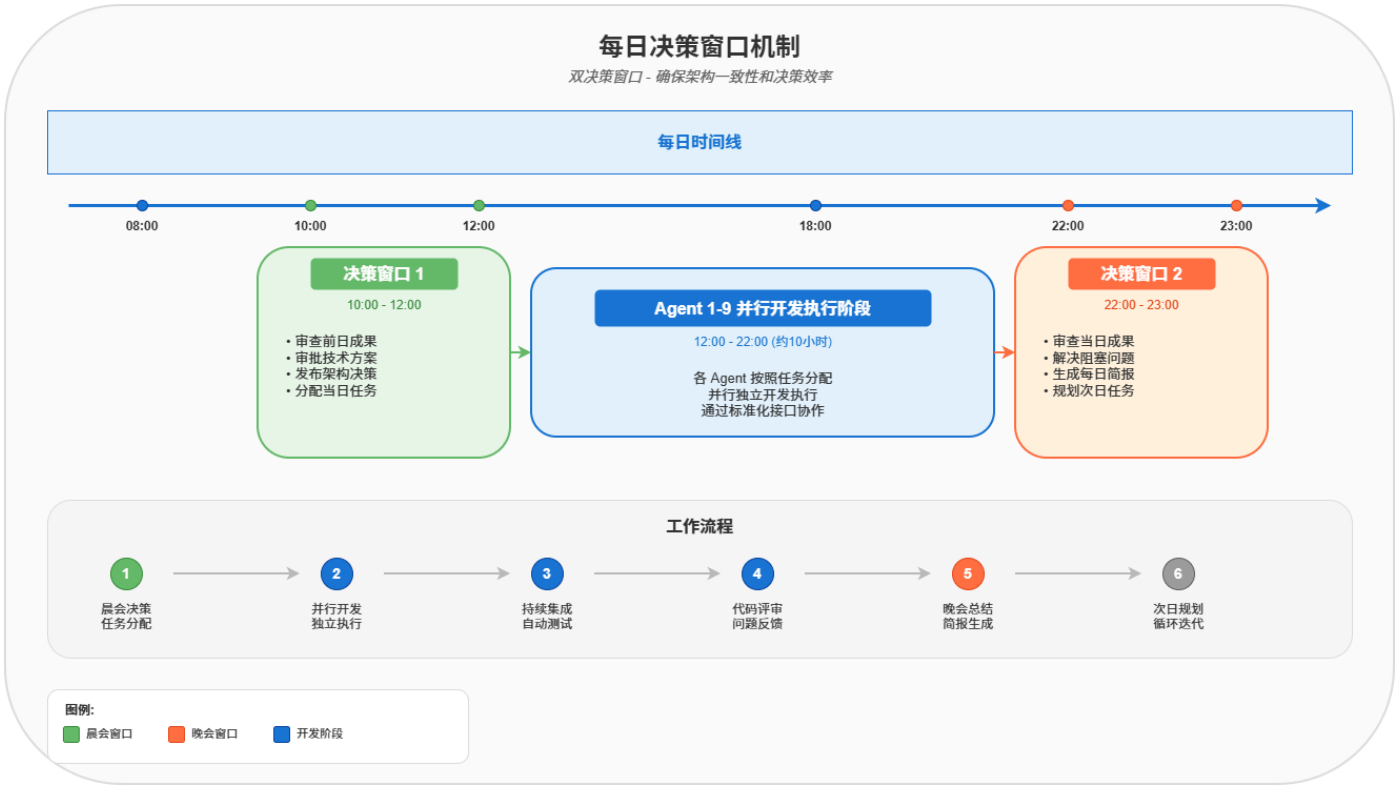 每日决策窗口机制
双决策窗口 - 确保架构一致性和决策效率
每日时间线
08:00
10:00
12:00
18:00
22:00
23:00
决策窗口 1
10:00 - 12:00
• 审查前日成果
• 审批技术方案
• 发布架构决策
• 分配当日任务
Agent 1-9 并行开发执行阶段
12:00 - 22:00 (约10小时)
各 Agent 按照任务分配
并行独立开发执行
通过标准化接口协作
决策窗口 2
22:00 - 23:00
• 审查当日成果
• 解决阻塞问题
• 生成每日简报
• 规划次日任务
工作流程
1
晨会决策
任务分配
2
并行开发
独立执行
3
持续集成
自动测试
4
代码评审
问题反馈
5
晚会总结
简报生成
6
次日规划
循环迭代
图例:
晨会窗口
晚会窗口
开发阶段